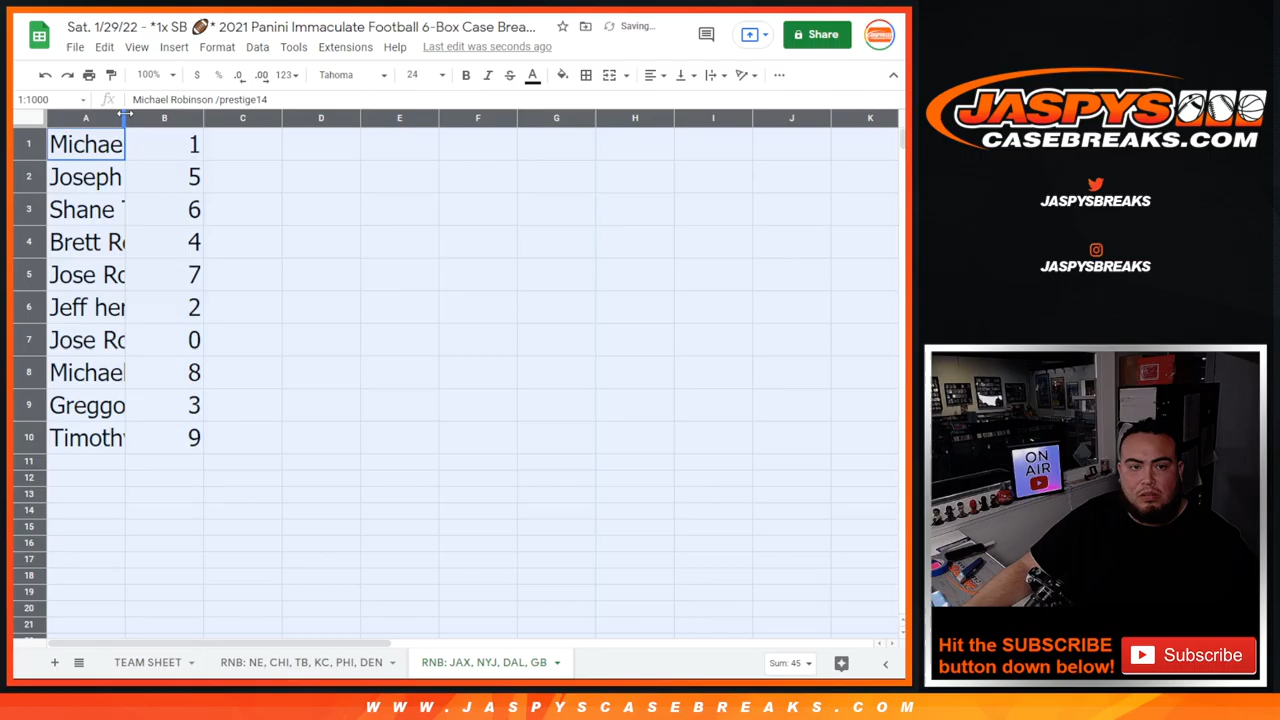 Sat. 1/29/22 - *1x SB 🏈* 2021 Panini Immaculate Football 6-Box Case Brea...
Saving...
Share
File Edit View Insert Format Data Tools Extensions Help Last edit was seconds ago
100% $ % .0 .00 123 Tahoma 24 B I S A
1:1000 fx Michael Robinson /prestige14
A B C D E F G H I J K
1 Michae 1
2 Joseph 5
3 Shane 6
4 Brett Ro 4
5 Jose Ro 7
6 Jeff her 2
7 Jose Ro 0
8 Michael 8
9 Greggo 3
10 Timothy 9
11
12
13
14
15
16
17
18
19
20
21
+ TEAM SHEET RNB: NE, CHI, TB, KC, PHI, DEN RNB: JAX, NYJ, DAL, GB Sum: 45
JASPYS
CASEBREAKS.COM
JASPYSBREAKS
JASPYSBREAKS
ON
AIR
Hit the SUBSCRIBE
button down below!
Subscribe
WWW.JASPYSCASEBREAKS.COM